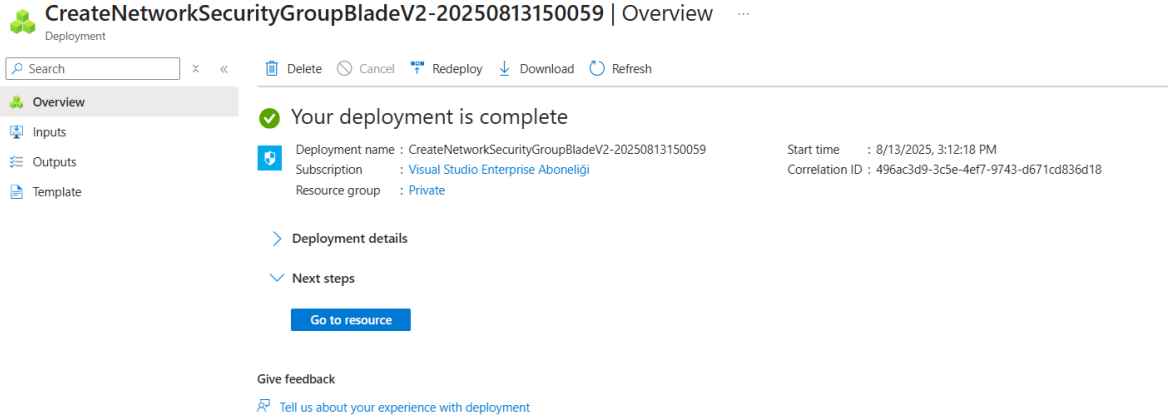 CreateNetworkSecurityGroupBladeV2-20250813150059 | Overview ...
Deployment
Search
Delete Cancel Redeploy Download Refresh
Overview
Inputs
Outputs
Template
Your deployment is complete
Deployment name : CreateNetworkSecurityGroupBladeV2-20250813150059
Subscription : Visual Studio Enterprise Aboneliği
Resource group : Private
Start time : 8/13/2025, 3:12:18 PM
Correlation ID : 496ac3d9-3c5e-4ef7-9743-d671cd836d18
Deployment details
Next steps
Go to resource
Give feedback
Tell us about your experience with deployment